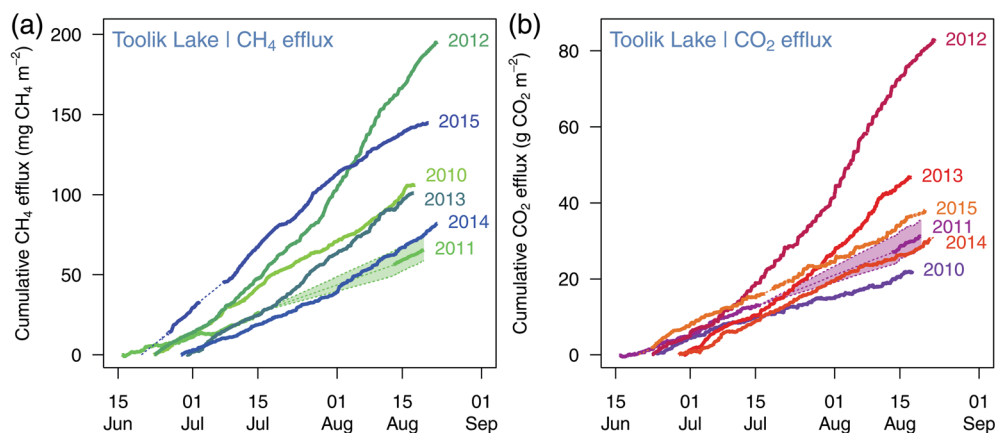 (a)
Toolik Lake | CH4 efflux
Cumulative CH4 efflux (mg CH4 m−2)
200
150
100
50
0
2012
2015
2010
2013
2014
2011
15 01 01 15 01
Jun Jul Aug Aug Sep
(b)
Toolik Lake | CO2 efflux
Cumulative CO2 efflux (g CO2 m−2)
80
60
40
20
0
2012
2013
2015
2011
2014
2010
15 01 15 01 15 01
Jun Jul Jul Aug Aug Sep